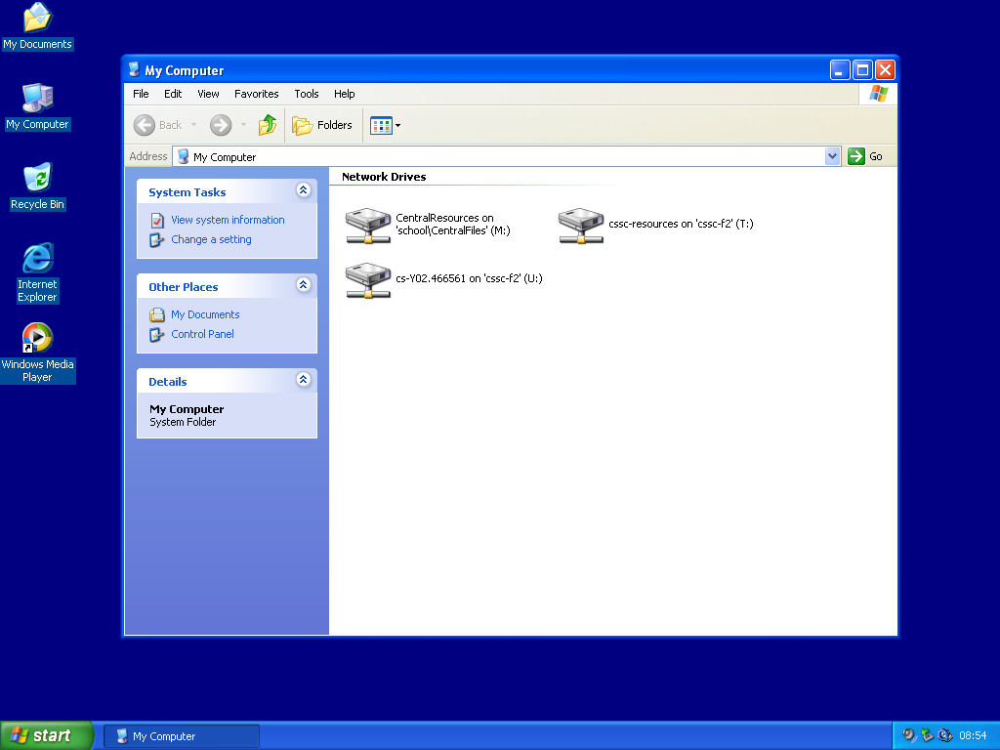 My Documents
My Computer
Recycle Bin
Internet
Explorer
Windows Media
Player
My Computer
File Edit View Favorites Tools Help
Back Folders
Address My Computer Go
System Tasks
View system information
Change a setting
Other Places
My Documents
Control Panel
Details
My Computer
System Folder
Network Drives
CentralResources on
'school\CentralFiles' (M:)
cssc-resources on 'cssc-f2' (T:)
cs-Y02.466561 on 'cssc-f2' (U:)
start My Computer 08:54